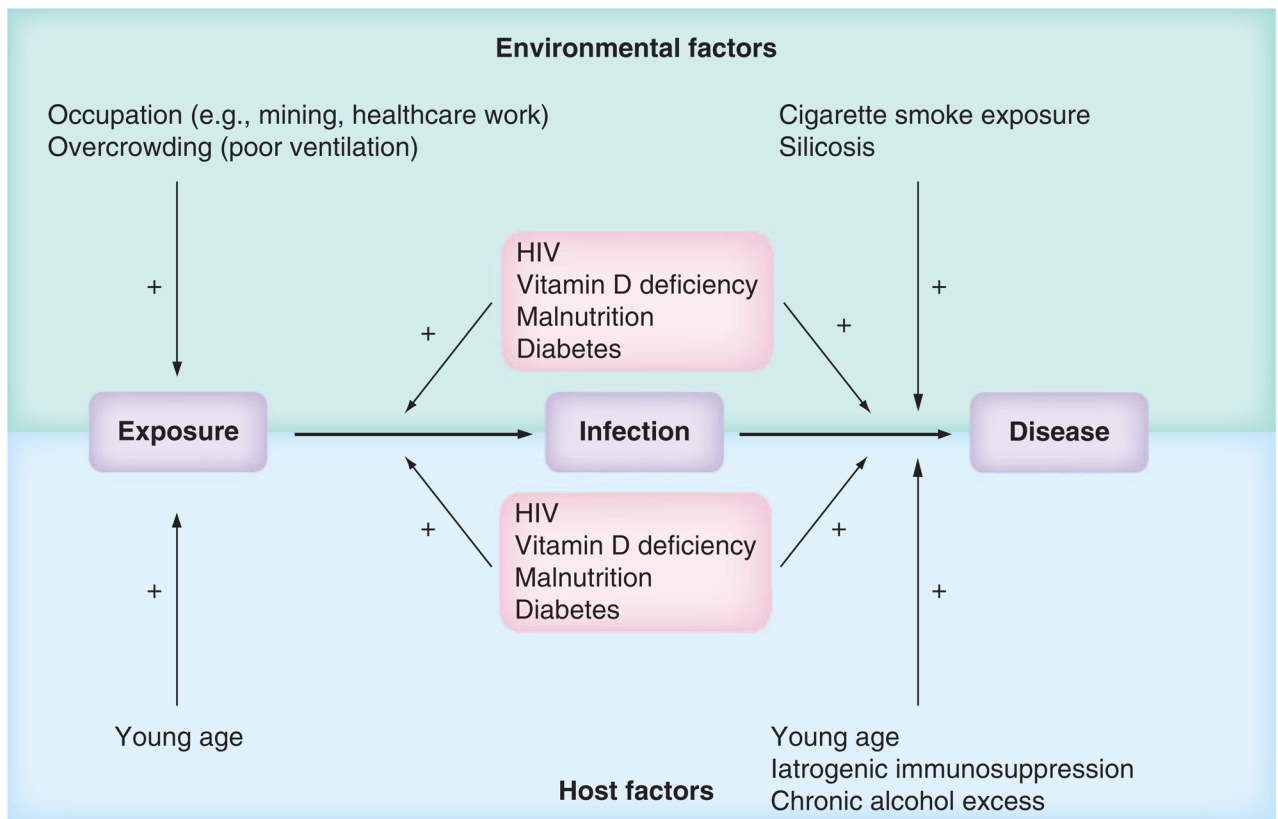 Environmental factors
Occupation (e.g., mining, healthcare work)
Overcrowding (poor ventilation)
Cigarette smoke exposure
Silicosis
+
+
HIV
Vitamin D deficiency
Malnutrition
Diabetes
+
+
Exposure
Infection
Disease
HIV
Vitamin D deficiency
Malnutrition
Diabetes
+
+
+
+
Young age
Young age
Iatrogenic immunosuppression
Chronic alcohol excess
Host factors